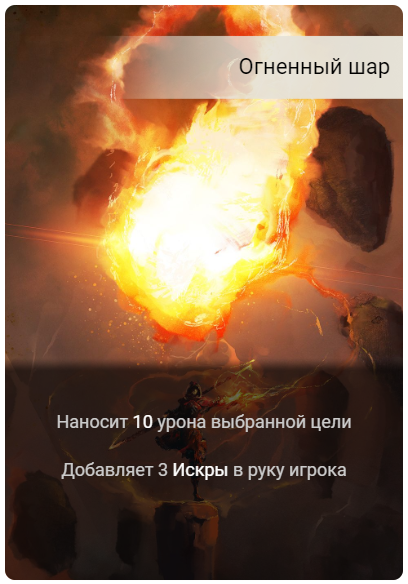 Огненный шар
Наносит 10 урона выбранной цели
Добавляет 3 Искры в руку игрока